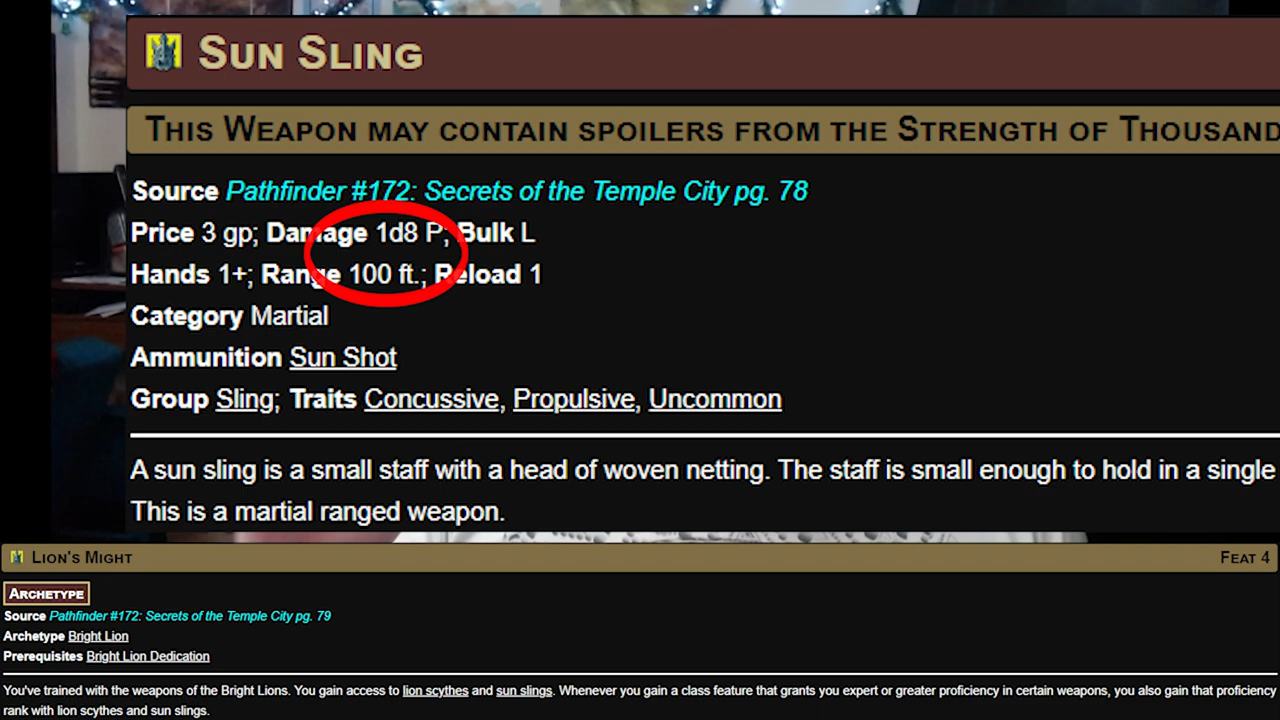 SUN SLING
THIS WEAPON MAY CONTAIN SPOILERS FROM THE STRENGTH OF THOUSAND
Source Pathfinder #172: Secrets of the Temple City pg. 78
Price 3 gp; Damage 1d8 P; Bulk L
Hands 1+; Range 100 ft.; Reload 1
Category Martial
Ammunition Sun Shot
Group Sling; Traits Concussive, Propulsive, Uncommon
A sun sling is a small staff with a head of woven netting. The staff is small enough to hold in a single
This is a martial ranged weapon.
LION'S MIGHT FEAT 4
ARCHETYPE
Source Pathfinder #172: Secrets of the Temple City pg. 79
Archetype Bright Lion
Prerequisites Bright Lion Dedication
You've trained with the weapons of the Bright Lions. You gain access to lion scythes and sun slings. Whenever you gain a class feature that grants you expert or greater proficiency in certain weapons, you also gain that proficiency
rank with lion scythes and sun slings.